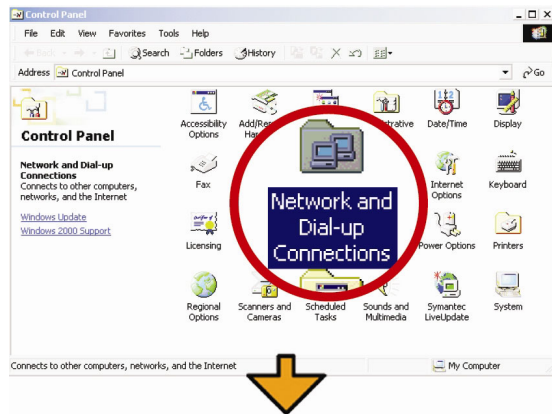 Control Panel
File Edit View Favorites Tools Help
Back Search Folders History
Address Control Panel Go
Control Panel
Network and Dial-up
Connections
Connects to other computers,
networks, and the Internet
Windows Update
Windows 2000 Support
Accessibility
Options
Date/Time
Display
Fax
Network and
Dial-up
Connections
Internet
Options
Keyboard
Licensing
Power Options
Printers
Regional
Options
Scanners and
Cameras
Scheduled
Tasks
Sounds and
Multimedia
Symantec
LiveUpdate
System
Connects to other computers, networks, and the Internet My Computer